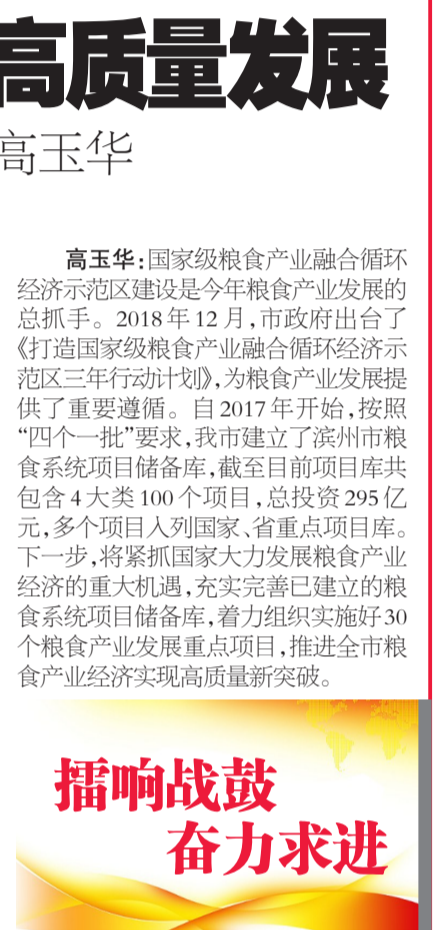 高质量发展
高玉华
高玉华:国家级粮食产业融合循环
经济示范区建设是今年粮食产业发展的
总抓手。2018年12月,市政府出台了
《打造国家级粮食产业融合循环经济示
范区三年行动计划》,为粮食产业发展提
供了重要遵循。自2017年开始,按照
“四个一批”要求,我市建立了滨州市粮
食系统项目储备库,截至目前项目库共
包含4大类100个项目,总投资295亿
元,多个项目入列国家、省重点项目库。
下一步,将紧抓国家大力发展粮食产业
经济的重大机遇,充实完善已建立的粮
食系统项目储备库,着力组织实施好30
个粮食产业发展重点项目,推进全市粮
食产业经济实现高质量新突破。
擂响战鼓
奋力求进